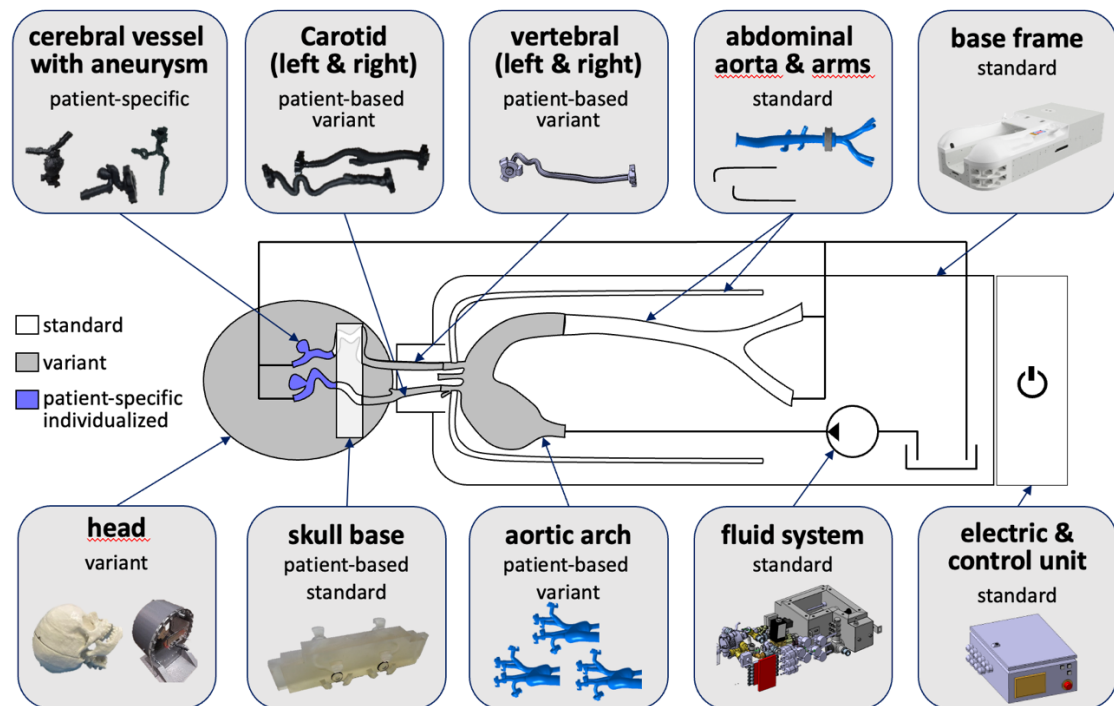 cerebral vessel
with aneurysm
patient-specific
Carotid
(left & right)
patient-based
variant
vertebral
(left & right)
patient-based
variant
abdominal
aorta & arms
standard
base frame
standard
standard
variant
patient-specific
individualized
head
variant
skull base
patient-based
standard
aortic arch
patient-based
variant
fluid system
standard
electric &
control unit
standard